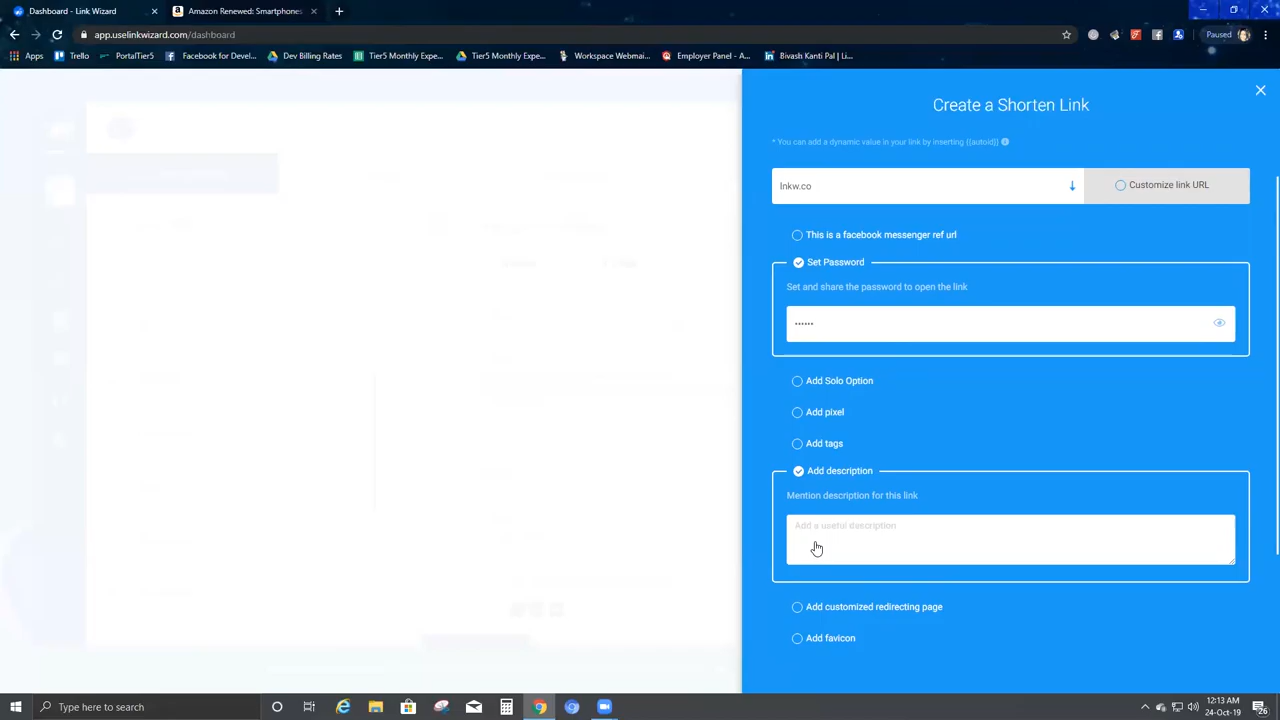 Dashboard - Link Wizard
Amazon Renewed: Smartphones
app.uselinkwizard.com/dashboard
Paused
Apps
Trello
PortalTier5
Facebook for Devel...
Dev Billing Rates
Tier5 Monthly Expe...
Tier5 Monthly Expe...
Workspace Webmai...
Employer Panel - A...
Bivash Kanti Pal | Li...
Create a Shorten Link
* You can add a dynamic value in your link by inserting {{autoid}}
lnkw.co
Customize link URL
This is a facebook messenger ref url
Set Password
Set and share the password to open the link
••••••
Add Solo Option
Add pixel
Add tags
Add description
Mention description for this link
Add a useful description
Add customized redirecting page
Add favicon
Type here to search
12:13 AM
24-Oct-19
26